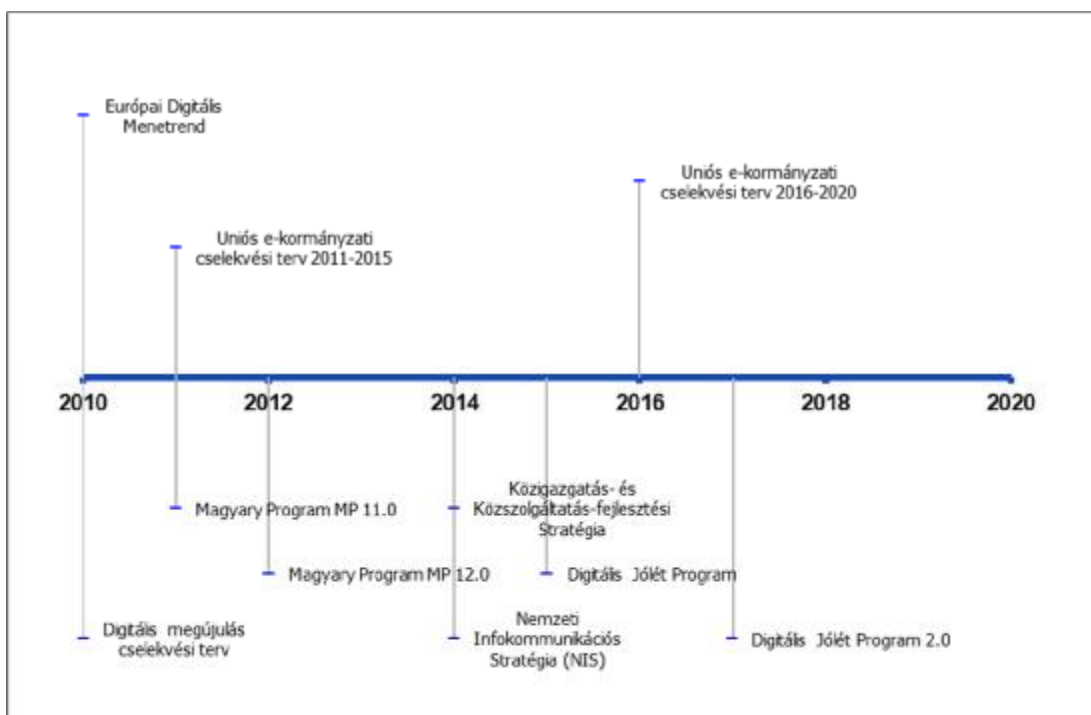 Európai Digitális
Menetrend
Uniós e-kormányzati
cselekvési terv 2016-2020
Uniós e-kormányzati
cselekvési terv 2011-2015
2010
2012
2014
2016
2018
2020
Közigazgatás- és
Közszolgáltatás-fejlesztési
Stratégia
Magyary Program MP 11.0
Magyary Program MP 12.0
Digitális Jólét Program
Digitális megújulás
cselekvési terv
Nemzeti
Infokommunikációs
Stratégia (NIS)
Digitális Jólét Program 2.0